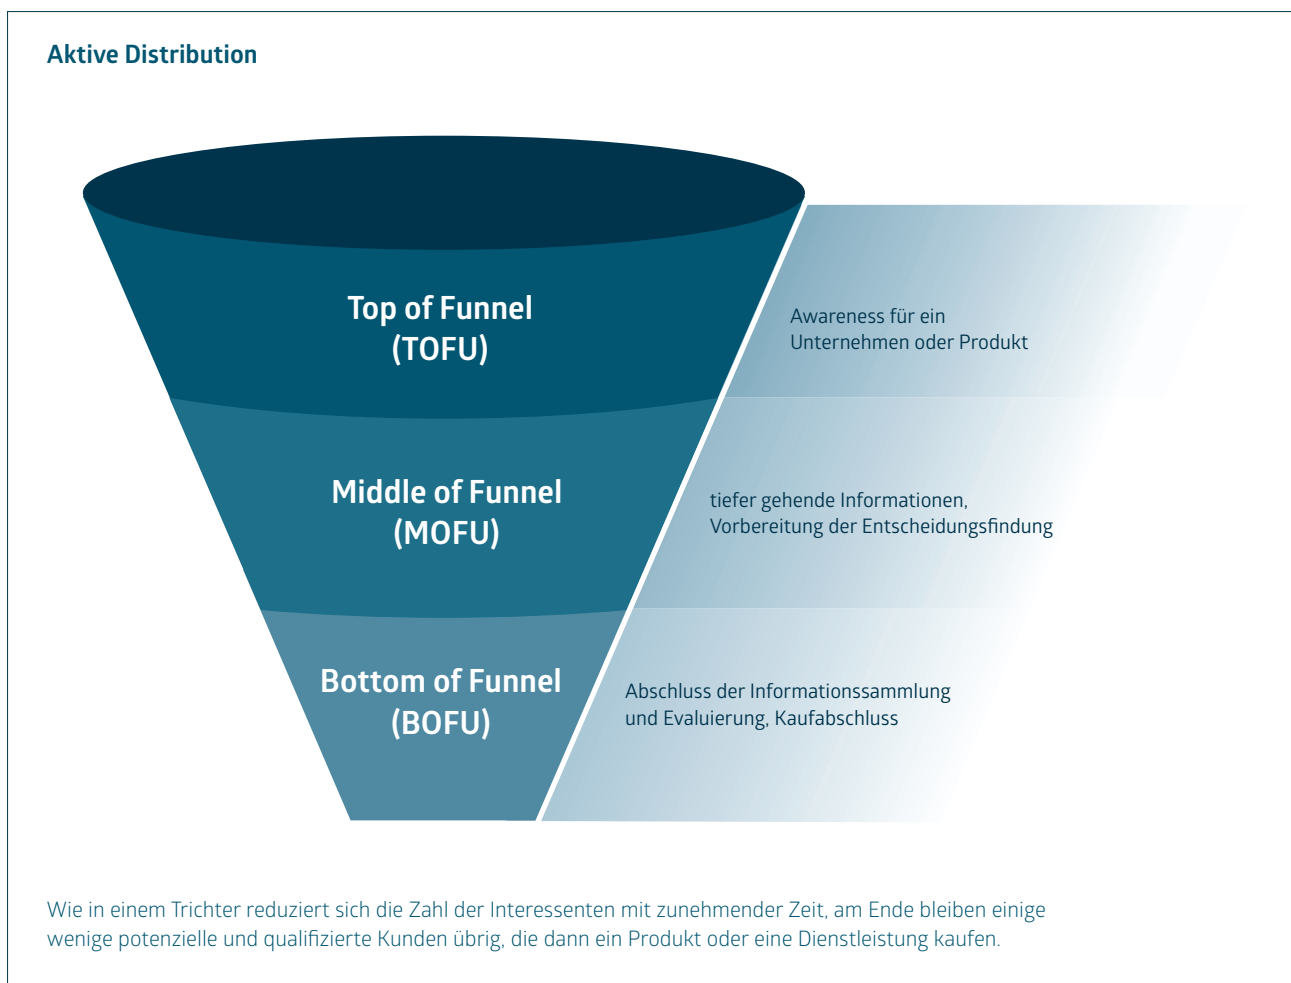 Aktive Distribution
Top of Funnel
(TOFU)
Awareness für ein
Unternehmen oder Produkt
Middle of Funnel
(MOFU)
tiefer gehende Informationen,
Vorbereitung der Entscheidungsfindung
Bottom of Funnel
(BOFU)
Abschluss der Informationssammlung
und Evaluierung, Kaufabschluss
Wie in einem Trichter reduziert sich die Zahl der Interessenten mit zunehmender Zeit, am Ende bleiben einige
wenige potenzielle und qualifizierte Kunden übrig, die dann ein Produkt oder eine Dienstleistung kaufen.